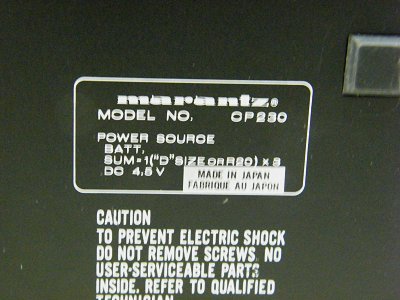 marantz®
MODEL NO. CP230
POWER SOURCE
BATT,
SUM-1("D"SIZE OR R20) x 3
DC 4,5 V
MADE IN JAPAN
FABRIQUE AU JAPON
CAUTION
TO PREVENT ELECTRIC SHOCK
DO NOT REMOVE SCREWS. NO
USER-SERVICEABLE PARTS
INSIDE. REFER TO QUALIFIED
TECHNICIAN